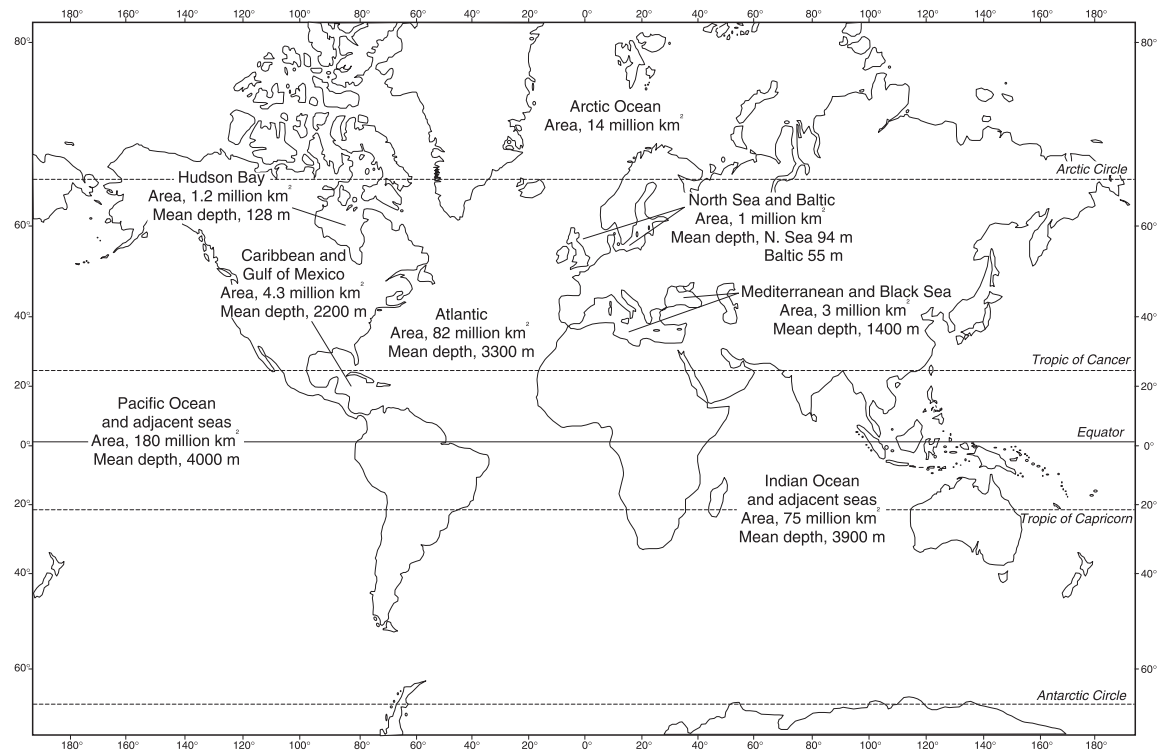 180° 160° 140° 120° 100° 80° 60° 40° 20° 0° 20° 40° 60° 80° 100° 120° 140° 160° 180°
80° 80°
Arctic Ocean
Area, 14 million km²
Arctic Circle
Hudson Bay
Area, 1.2 million km²
Mean depth, 128 m
North Sea and Baltic
Area, 1 million km²
Mean depth, N. Sea 94 m
Baltic 55 m
60° 60°
Caribbean and
Gulf of Mexico
Area, 4.3 million km²
Mean depth, 2200 m
Mediterranean and Black Sea
Area, 3 million km²
Mean depth, 1400 m
Atlantic
Area, 82 million km²
Mean depth, 3300 m
40° 40°
Tropic of Cancer
20° 20°
Pacific Ocean
and adjacent seas
Area, 180 million km²
Mean depth, 4000 m
Equator
0° 0°
Indian Ocean
and adjacent seas
Area, 75 million km²
Mean depth, 3900 m
20° 20°
Tropic of Capricorn
40° 40°
60° 60°
Antarctic Circle
180° 160° 140° 120° 100° 80° 60° 40° 20° 0° 20° 40° 60° 80° 100° 120° 140° 160° 180°